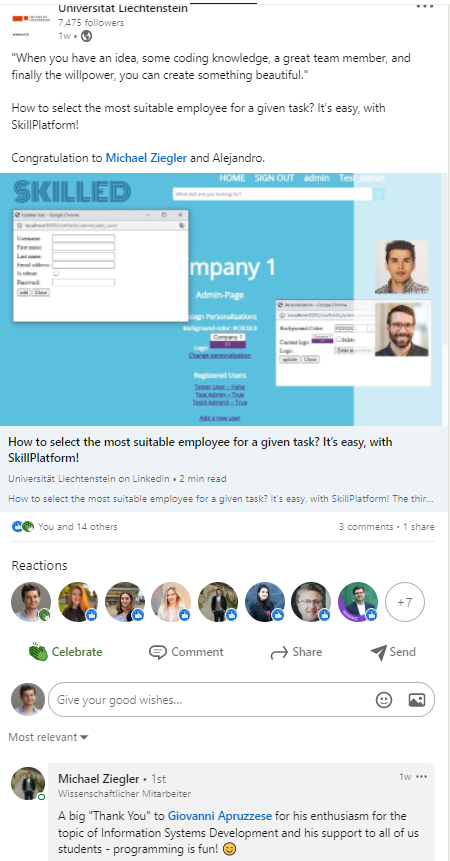 Universität Liechtenstein
7,475 followers
1w •
"When you have an idea, some coding knowledge, a great team member, and
finally the willpower, you can create something beautiful."
How to select the most suitable employee for a given task? It's easy, with
SkillPlatform!
Congratulation to Michael Ziegler and Alejandro.
SKILLED
HOME SIGN OUT admin Test_admin
What skill are you looking for?
Update User - Google Chrome
Username:
First name:
Last name:
Email address:
Is admin:
Password:
add Close
mpany 1
Admin-Page
sign Personalizations
Background-color: #C0C0C0
Company 1
Logo:
Change personalization
Registered Users
Tester User – False
Test Admin – True
Test3 Admin3 – True
Add a new user
Personalization - Google Chrome
Background Color:
Company 1
Current logo: delete
Logo:
update Close
How to select the most suitable employee for a given task? It's easy, with
SkillPlatform!
Universität Liechtenstein on LinkedIn • 2 min read
How to select the most suitable employee for a given task? It's easy, with SkillPlatform! The thir...
You and 14 others
3 comments • 1 share
Reactions
+7
Celebrate
Comment
Share
Send
Give your good wishes...
Most relevant
Michael Ziegler • 1st
1w
Wissenschaftlicher Mitarbeiter
A big "Thank You" to Giovanni Apruzzese for his enthusiasm for the
topic of Information Systems Development and his support to all of us
students - programming is fun! 😊